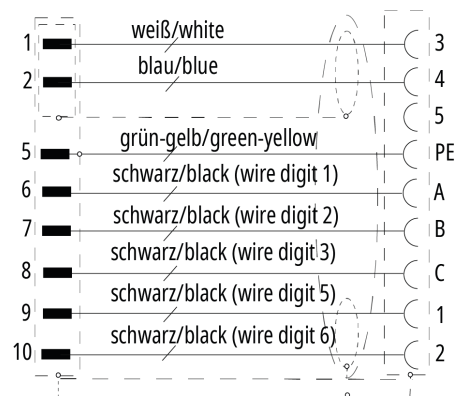 1 weiß/white 3
2 blau/blue 4
5
5 grün-gelb/green-yellow PE
6 schwarz/black (wire digit 1) A
7 schwarz/black (wire digit 2) B
8 schwarz/black (wire digit 3) C
9 schwarz/black (wire digit 5) 1
10 schwarz/black (wire digit 6) 2